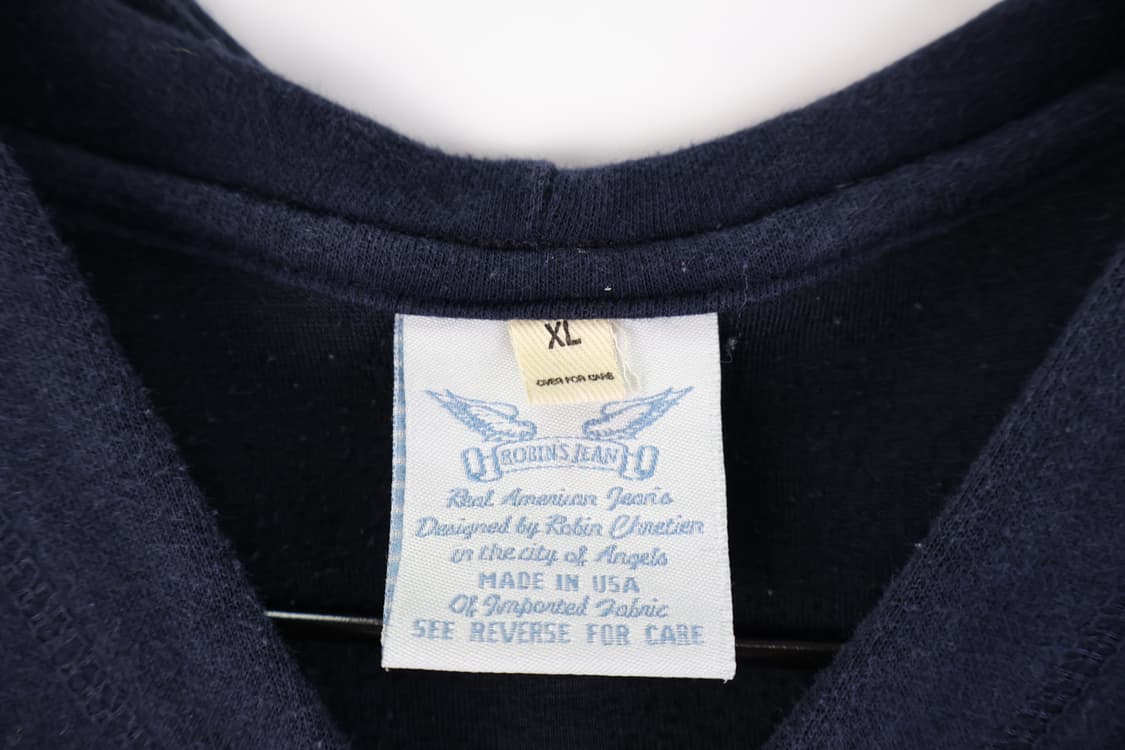 XL
OVER FOR CARE
ROBIN'S JEAN
Real American Jean's
Designed by Robin Chretien
in the city of Angels
MADE IN USA
Of Imported Fabric
SEE REVERSE FOR CARE